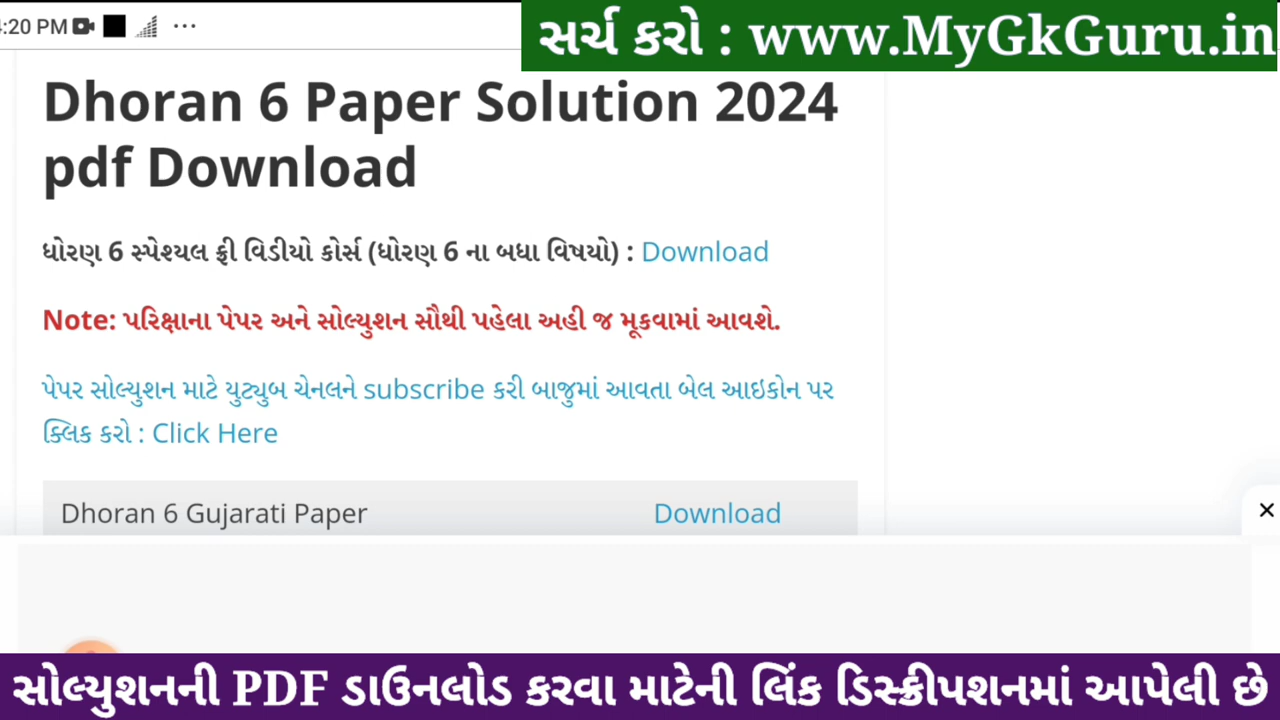 :20 PM
સર્ચ કરો : www.MyGkGuru.in
Dhoran 6 Paper Solution 2024
pdf Download
ધોરણ 6 સ્પેશ્યલ ફ્રી વિડીયો કોર્સ (ધોરણ 6 ના બધા વિષયો) : Download
Note: પરિક્ષાના પેપર અને સોલ્યુશન સૌથી પહેલા અહી જ મૂકવામાં આવશે.
પેપર સોલ્યુશન માટે યુટ્યુબ ચેનલને subscribe કરી બાજુમાં આવતા બેલ આઇકોન પર
ક્લિક કરો : Click Here
Dhoran 6 Gujarati Paper Download
સોલ્યુશનની PDF ડાઉનલોડ કરવા માટેની લિંક ડિસ્ક્રીપશનમાં આપેલી છે